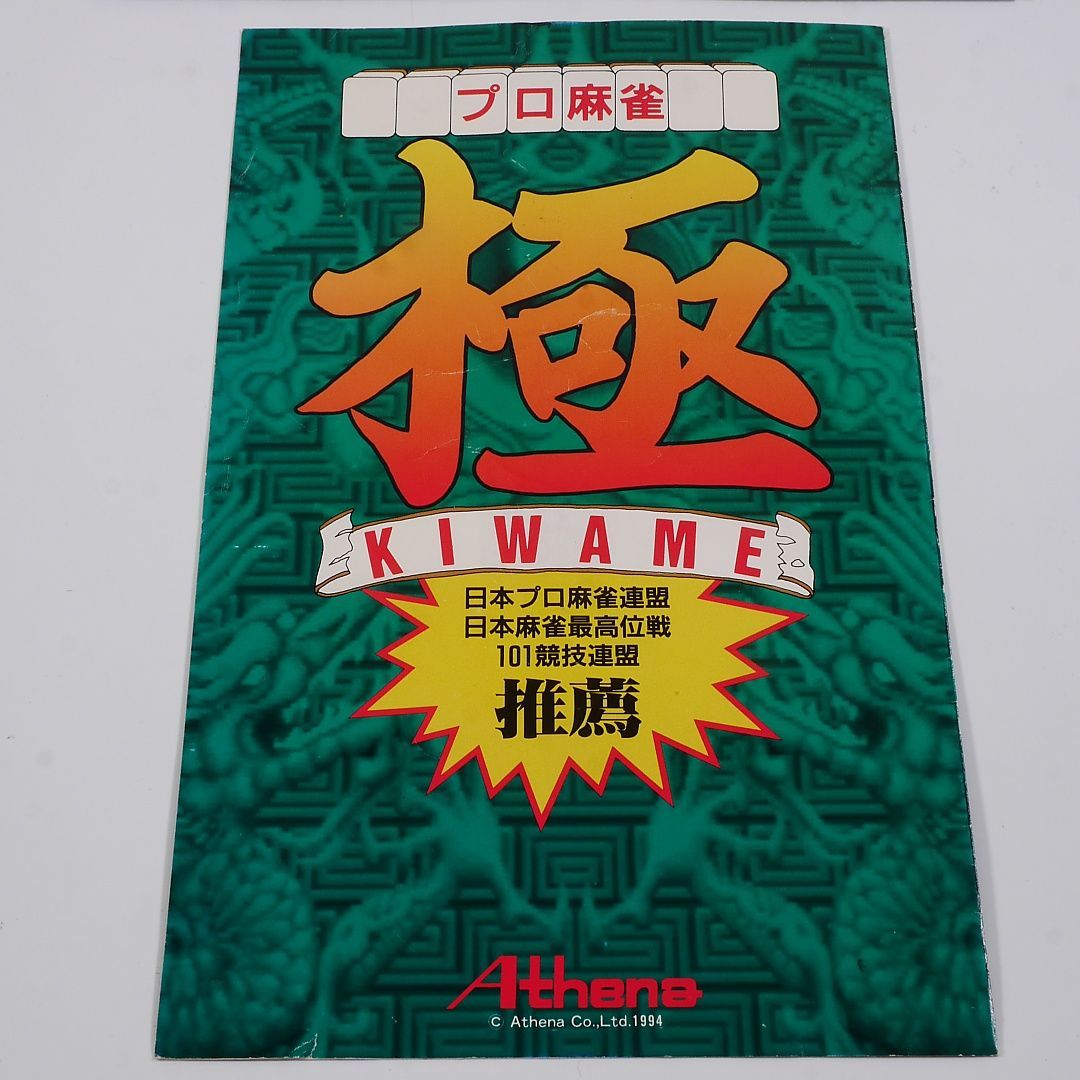 プロ麻雀
極
KIWAME
日本プロ麻雀連盟
日本麻雀最高位戦
101競技連盟
推薦
Athena
© Athena Co.,Ltd.1994